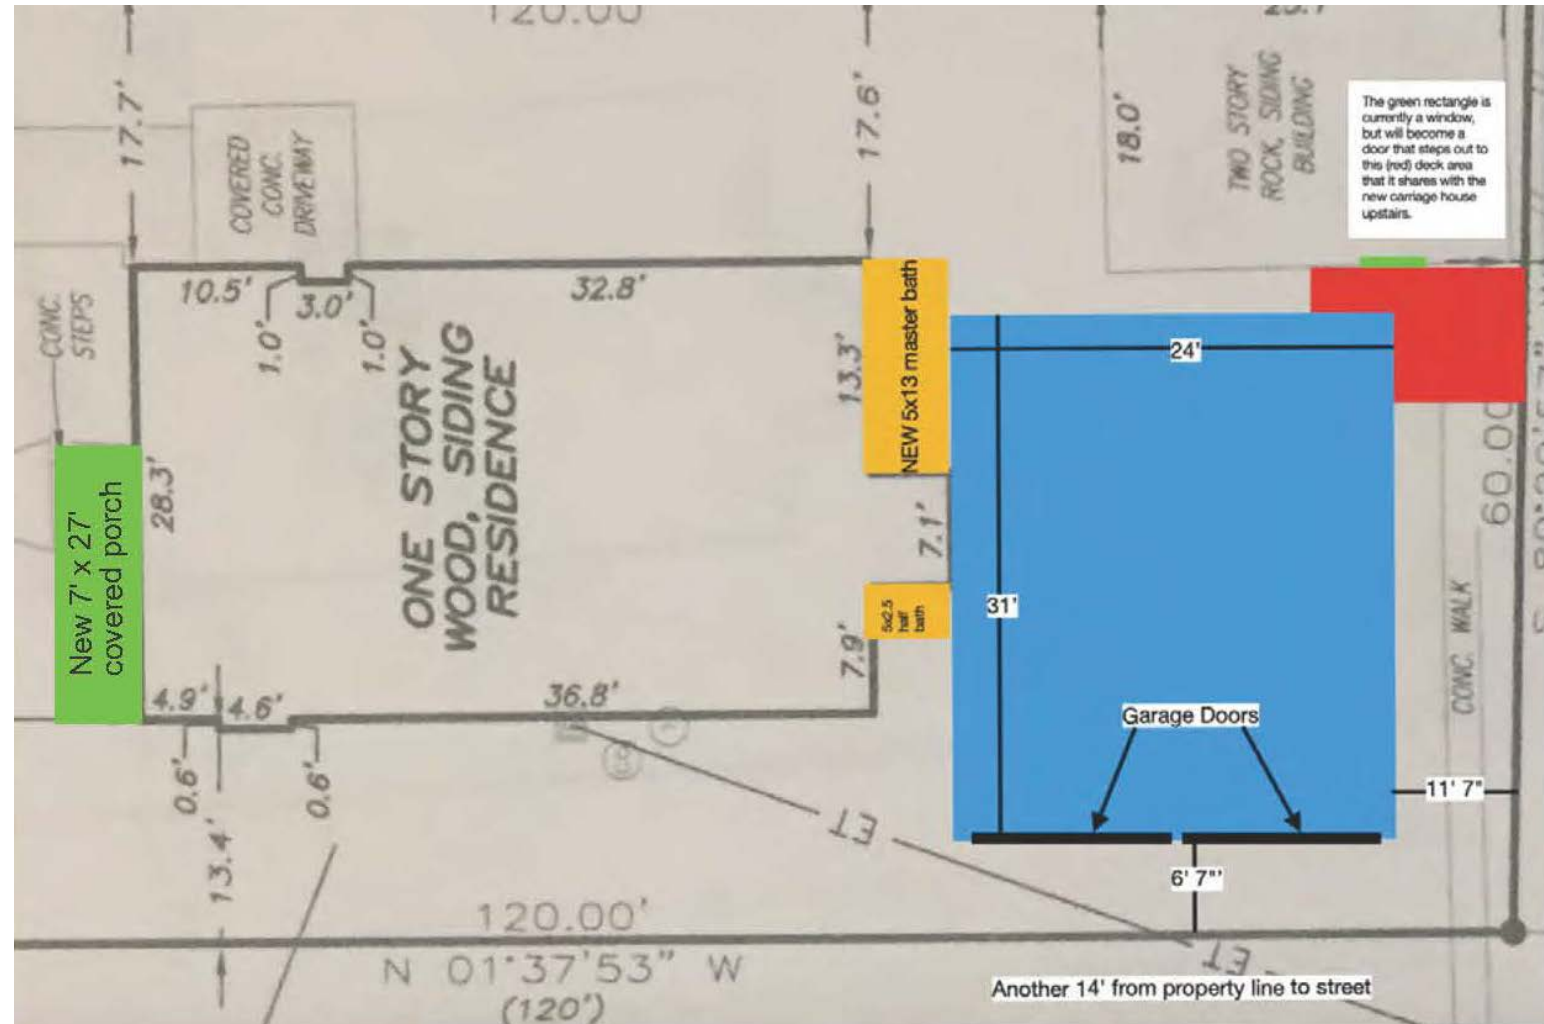 120.00
17.7'
17.6'
18.0'
COVERED
CONC.
DRIVEWAY
TWO STORY
ROCK, SIDING
BUILDING
The green rectangle is
currently a window,
but will become a
door that steps out to
this (red) deck area
that it shares with the
new carriage house
upstairs.
CONC.
STEPS
10.5'
3.0'
32.8'
1.0'
1.0'
13.3'
NEW 5x13 master bath
24'
ONE STORY
WOOD, SIDING
RESIDENCE
28.3'
New 7' x 27'
covered porch
7.1'
60.00
31'
5x2.5
half
bath
7.9'
CONC. WALK
4.9'
4.6'
36.8'
Garage Doors
0.6'
0.6'
11' 7"
ET
13.4'
6' 7"'
120.00'
N 01°37'53" W
(120')
ET
Another 14' from property line to street